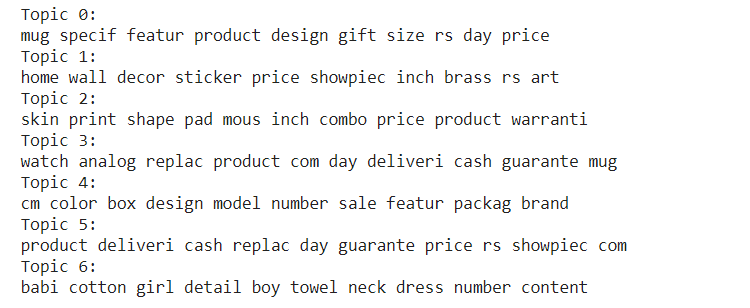 Topic 0:
mug specif featur product design gift size rs day price
Topic 1:
home wall decor sticker price showpiec inch brass rs art
Topic 2:
skin print shape pad mous inch combo price product warranti
Topic 3:
watch analog replac product com day deliveri cash guarante mug
Topic 4:
cm color box design model number sale featur packag brand
Topic 5:
product deliveri cash replac day guarante price rs showpiec com
Topic 6:
babi cotton girl detail boy towel neck dress number content